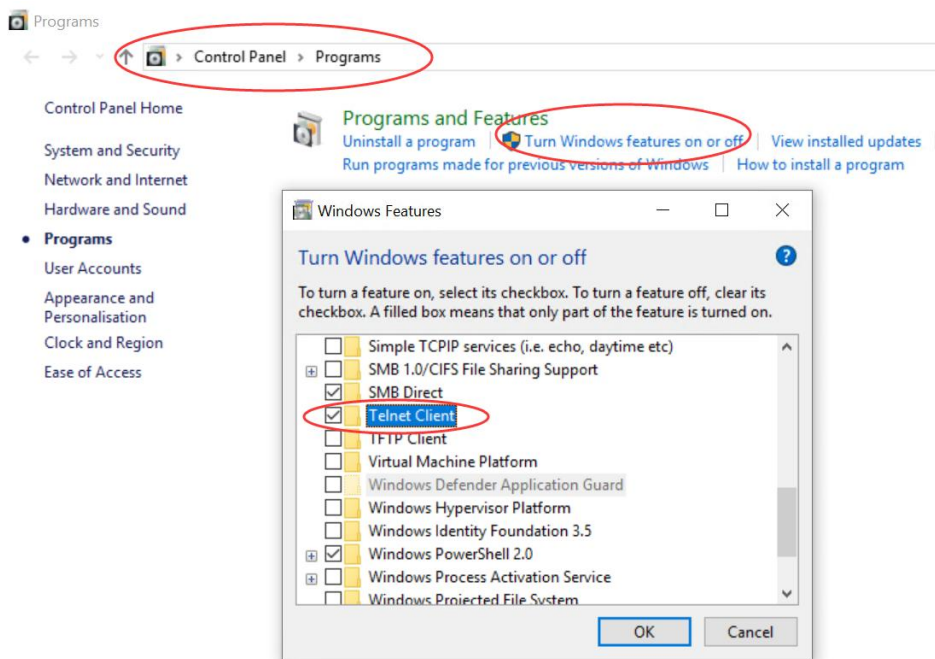 Programs
Control Panel > Programs
Control Panel Home
System and Security
Network and Internet
Hardware and Sound
Programs
User Accounts
Appearance and
Personalisation
Clock and Region
Ease of Access
Programs and Features
Uninstall a program
Turn Windows features on or off
View installed updates
Run programs made for previous versions of Windows
How to install a program
Windows Features
Turn Windows features on or off
?
To turn a feature on, select its checkbox. To turn a feature off, clear its
checkbox. A filled box means that only part of the feature is turned on.
Simple TCPIP services (i.e. echo, daytime etc)
SMB 1.0/CIFS File Sharing Support
SMB Direct
Telnet Client
TFTP Client
Virtual Machine Platform
Windows Defender Application Guard
Windows Hypervisor Platform
Windows Identity Foundation 3.5
Windows PowerShell 2.0
Windows Process Activation Service
Windows Projected File System
OK
Cancel